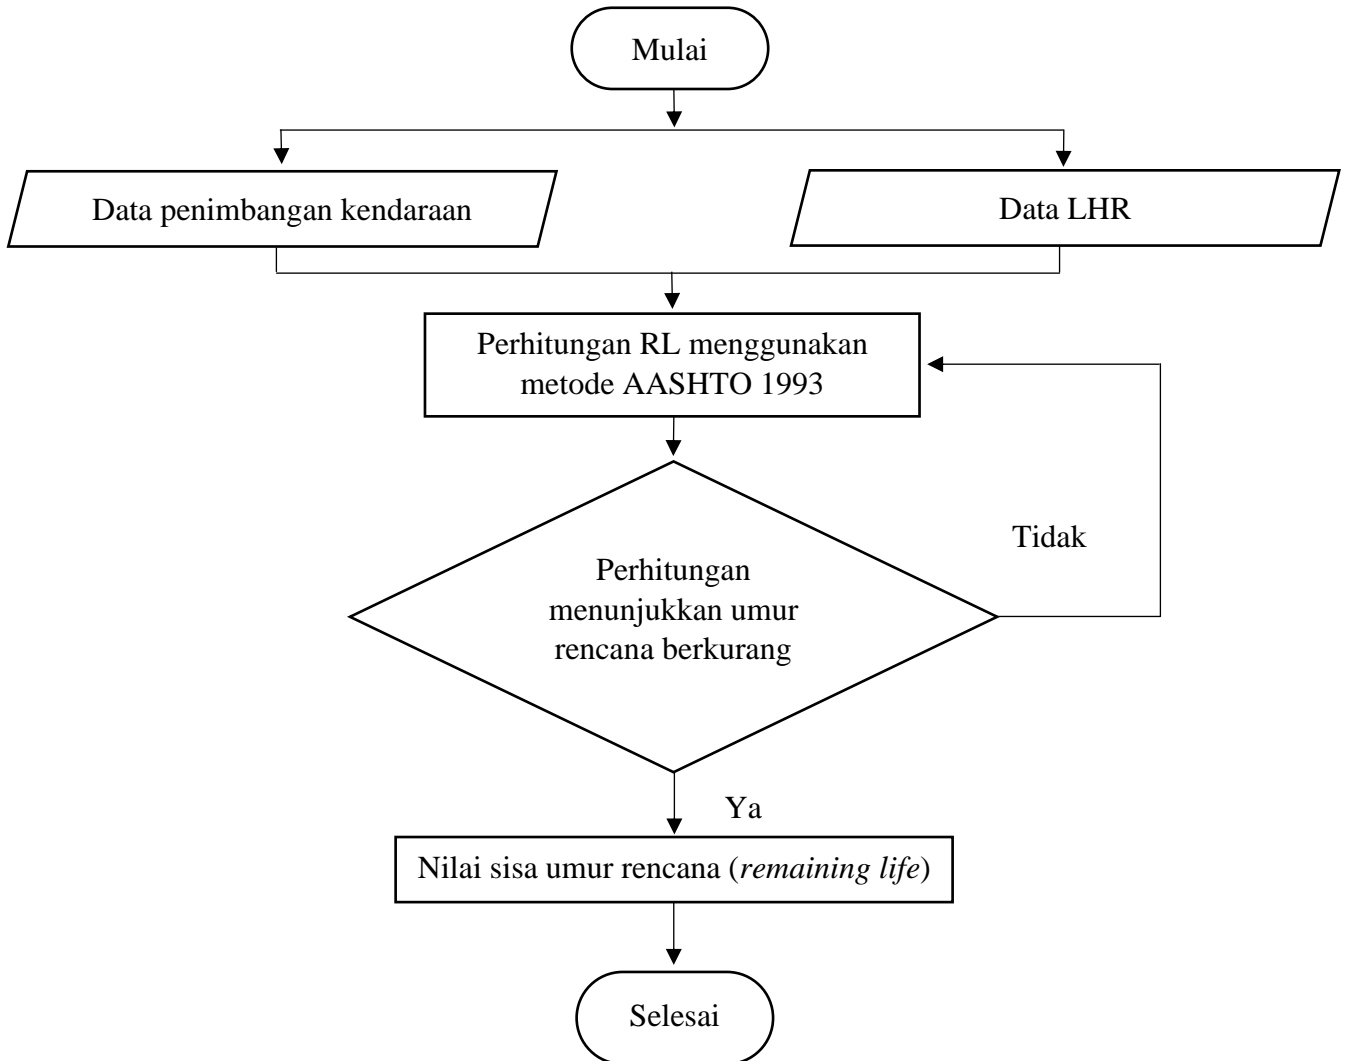 Mulai
Data penimbangan kendaraan
Data LHR
Perhitungan RL menggunakan
metode AASHTO 1993
Tidak
Perhitungan
menunjukkan umur
rencana berkurang
Ya
Nilai sisa umur rencana (remaining life)
Selesai